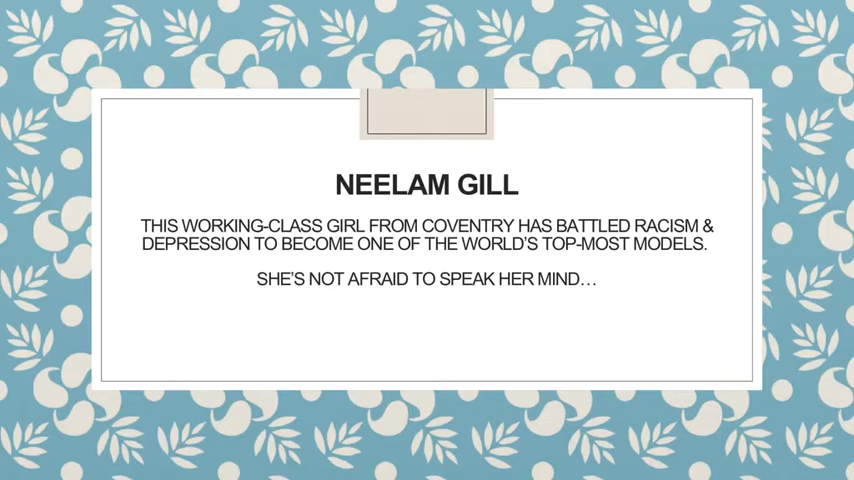 NEELAM GILL
THIS WORKING-CLASS GIRL FROM COVENTRY HAS BATTLED RACISM &
DEPRESSION TO BECOME ONE OF THE WORLD’S TOP-MOST MODELS.
SHE’S NOT AFRAID TO SPEAK HER MIND…